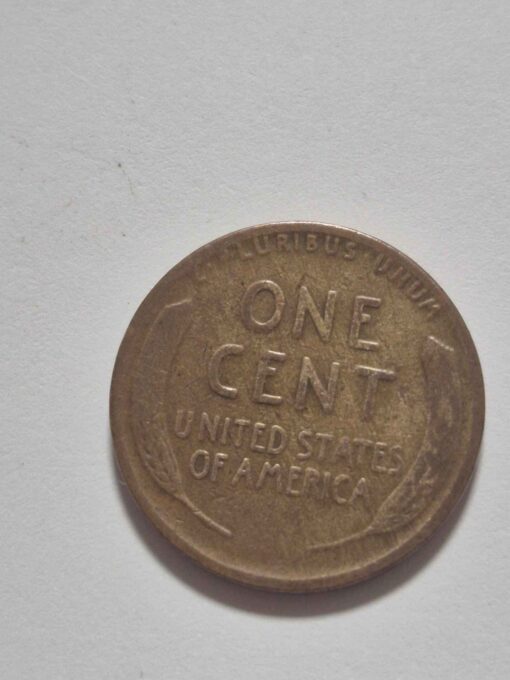 PLURIBUS UNUM
ONE
CENT
UNITED STATES
OF AMERICA